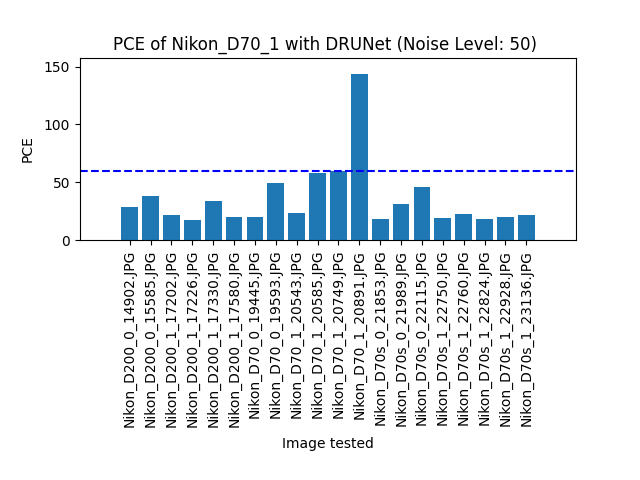 PCE of Nikon_D70_1 with DRUNet (Noise Level: 50)
150
100
50
0
PCE
Nikon_D200_0_14902.JPG
Nikon_D200_0_15585.JPG
Nikon_D200_1_17202.JPG
Nikon_D200_1_17226.JPG
Nikon_D200_1_17330.JPG
Nikon_D200_1_17580.JPG
Nikon_D70_0_19445.JPG
Nikon_D70_0_19593.JPG
Nikon_D70_1_20543.JPG
Nikon_D70_1_20585.JPG
Nikon_D70_1_20749.JPG
Nikon_D70_1_20891.JPG
Nikon_D70s_0_21853.JPG
Nikon_D70s_0_21989.JPG
Nikon_D70s_0_22115.JPG
Nikon_D70s_1_22750.JPG
Nikon_D70s_1_22760.JPG
Nikon_D70s_1_22824.JPG
Nikon_D70s_1_22928.JPG
Nikon_D70s_1_23136.JPG
Image tested